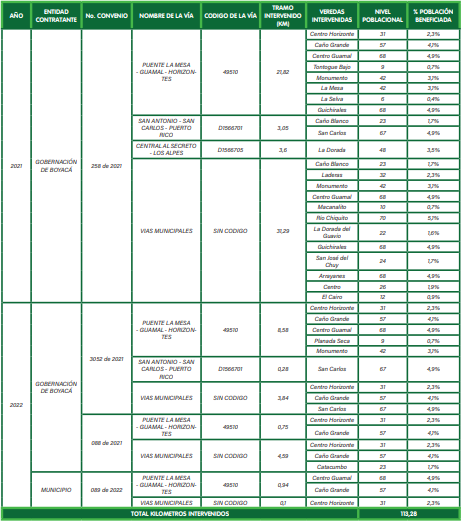 AÑO ENTIDAD CONTRATANTE No. CONVENIO NOMBRE DE LA VÍA CODIGO DE LA VÍA TRAMO INTERVENIDO (KM) VEREDAS INTERVENIDAS NIVEL POBLACIONAL % POBLACIÓN BENEFICIADA
2021 GOBERNACIÓN DE BOYACÁ 258 de 2021
PUENTE LA MESA - GUAMAL - HORIZONTES 49510 21,82
Centro Horizonte 31 2,3%
Caño Grande 57 4,1%
Centro Guamal 68 4,9%
Tontogue Bajo 9 0,7%
Monumento 42 3,1%
La Mesa 42 3,1%
La Selva 6 0,4%
Guichirales 68 4,9%
SAN ANTONIO - SAN CARLOS - PUERTO RICO D1566701 3,05
Caño Blanco 23 1,7%
San Carlos 67 4,9%
CENTRAL AL SECRETO - LOS ALPES D1566705 3,6 La Dorada 48 3,5%
VIAS MUNICIPALES SIN CODIGO 31,29
Caño Blanco 23 1,7%
Laderas 32 2,3%
Monumento 42 3,1%
Centro Guamal 68 4,9%
Macanalito 10 0,7%
Rio Chiquito 70 5,1%
La Dorada del Guavio 22 1,6%
Guichirales 68 4,9%
San José del Chuy 24 1,7%
Arrayanes 68 4,9%
Centro 26 1,9%
El Cairo 12 0,9%
2022 GOBERNACIÓN DE BOYACÁ 3052 de 2021
PUENTE LA MESA - GUAMAL - HORIZONTES 49510 8,58
Centro Horizonte 31 2,3%
Caño Grande 57 4,1%
Centro Guamal 68 4,9%
Planada Seca 9 0,7%
Monumento 42 3,1%
SAN ANTONIO - SAN CARLOS - PUERTO RICO D1566701 0,28 San Carlos 67 4,9%
VIAS MUNICIPALES SIN CODIGO 3,84
Centro Horizonte 31 2,3%
Caño Grande 57 4,1%
San Carlos 67 4,9%
088 de 2021
PUENTE LA MESA - GUAMAL - HORIZONTES 49510 0,75
Centro Horizonte 31 2,3%
Caño Grande 57 4,1%
VIAS MUNICIPALES SIN CODIGO 4,59
Centro Horizonte 31 2,3%
Caño Grande 57 4,1%
Catacumbo 23 1,7%
MUNICIPIO 089 de 2022
PUENTE LA MESA - GUAMAL - HORIZONTES 49510 0,94
Centro Guamal 68 4,9%
Caño Grande 57 4,1%
VIAS MUNICIPALES SIN CODIGO 0,1 Centro Horizonte 31 2,3%
TOTAL KILOMETROS INTERVENIDOS 113,28